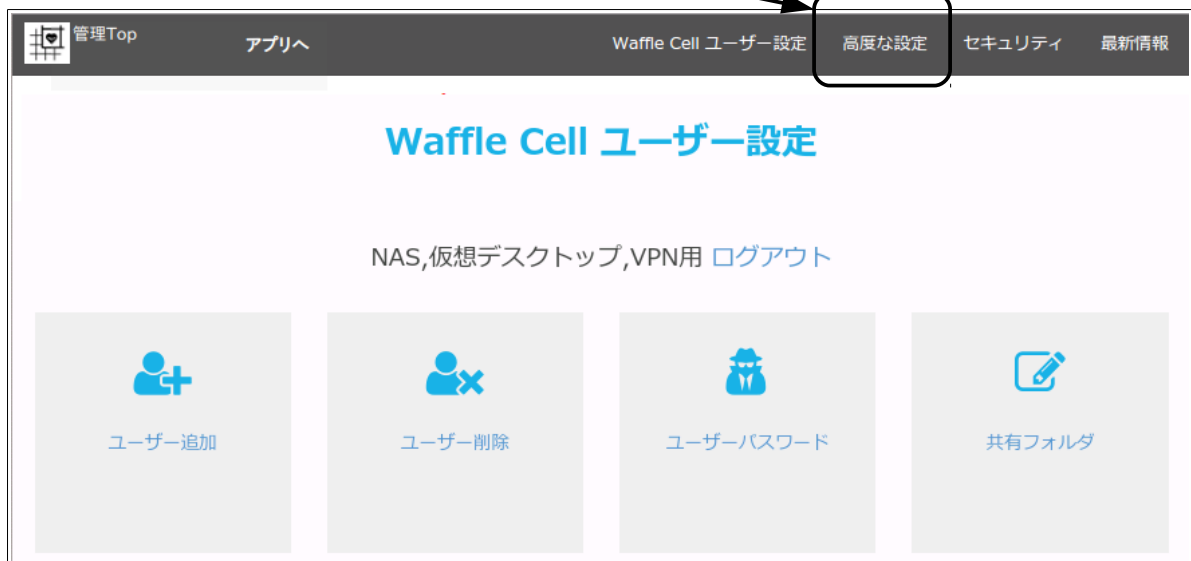 管理Top アプリへ Waffle Cell ユーザー設定 高度な設定 セキュリティ 最新情報
Waffle Cell ユーザー設定
NAS,仮想デスクトップ,VPN用 ログアウト
ユーザー追加 ユーザー削除 ユーザーパスワード 共有フォルダ